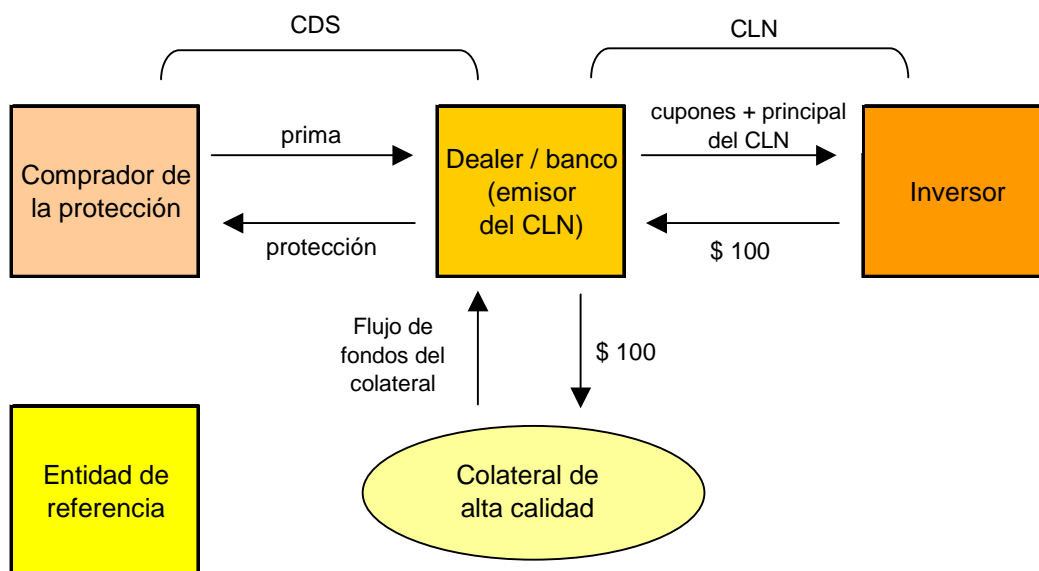 CDS
CLN
Comprador de
la protección
prima
protección
Dealer / banco
(emisor
del CLN)
cupones + principal
del CLN
$ 100
Inversor
Flujo de
fondos del
colateral
$ 100
Entidad de
referencia
Colateral de
alta calidad